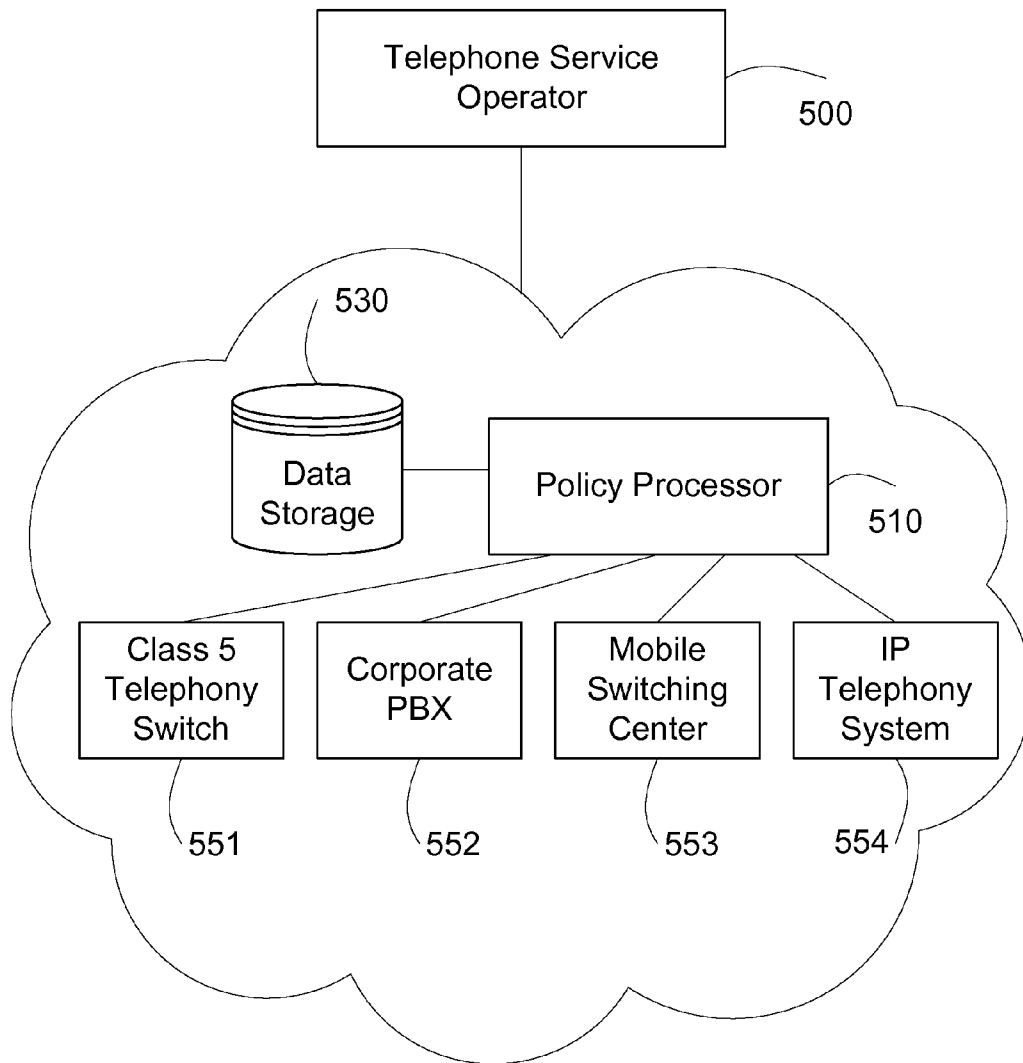 Telephone Service
Operator
500
530
Data
Storage
Policy Processor
510
Class 5
Telephony
Switch
Corporate
PBX
Mobile
Switching
Center
IP
Telephony
System
551
552
553
554